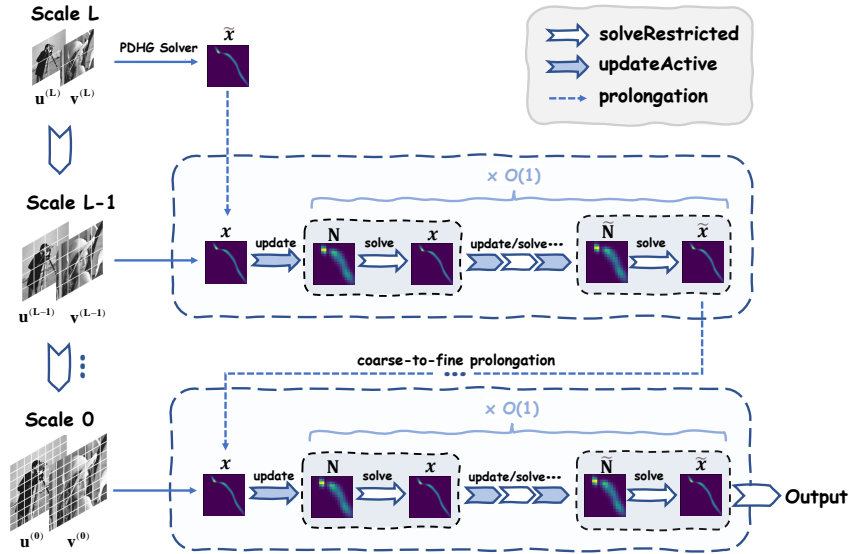 Scale L
PDHG Solver
x̃
u^(L) v^(L)
solveRestricted
updateActive
prolongation
Scale L-1
x O(1)
x
update
N
solve
x
update/solve···
Ñ
solve
x̃
u^(L-1) v^(L-1)
coarse-to-fine prolongation
Scale 0
x O(1)
x
update
N
solve
x
update/solve···
Ñ
solve
x̃
Output
u^(0) v^(0)